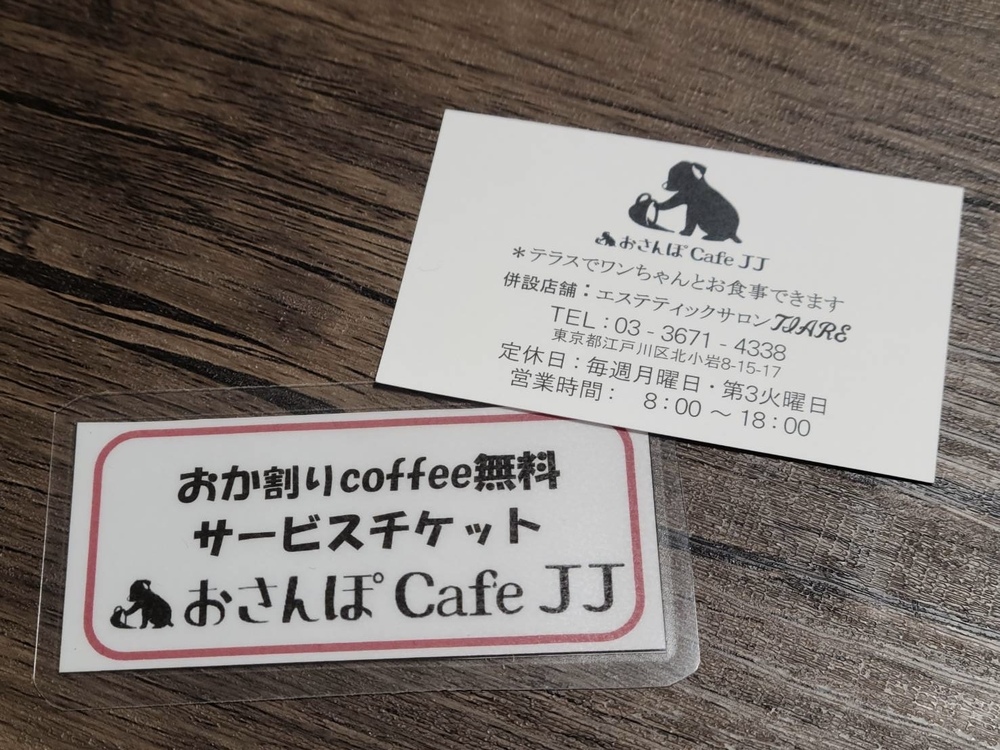 おさんぽ Cafe JJ
＊テラスでワンちゃんとお食事できます
併設店舗：エステティックサロンTIARE
TEL：03 - 3671 - 4338
東京都江戸川区北小岩8-15-17
定休日：毎週月曜日・第3火曜日
営業時間：　8：00 ～ 18：00
おか割りcoffee無料
サービスチケット
おさんぽ Cafe JJ